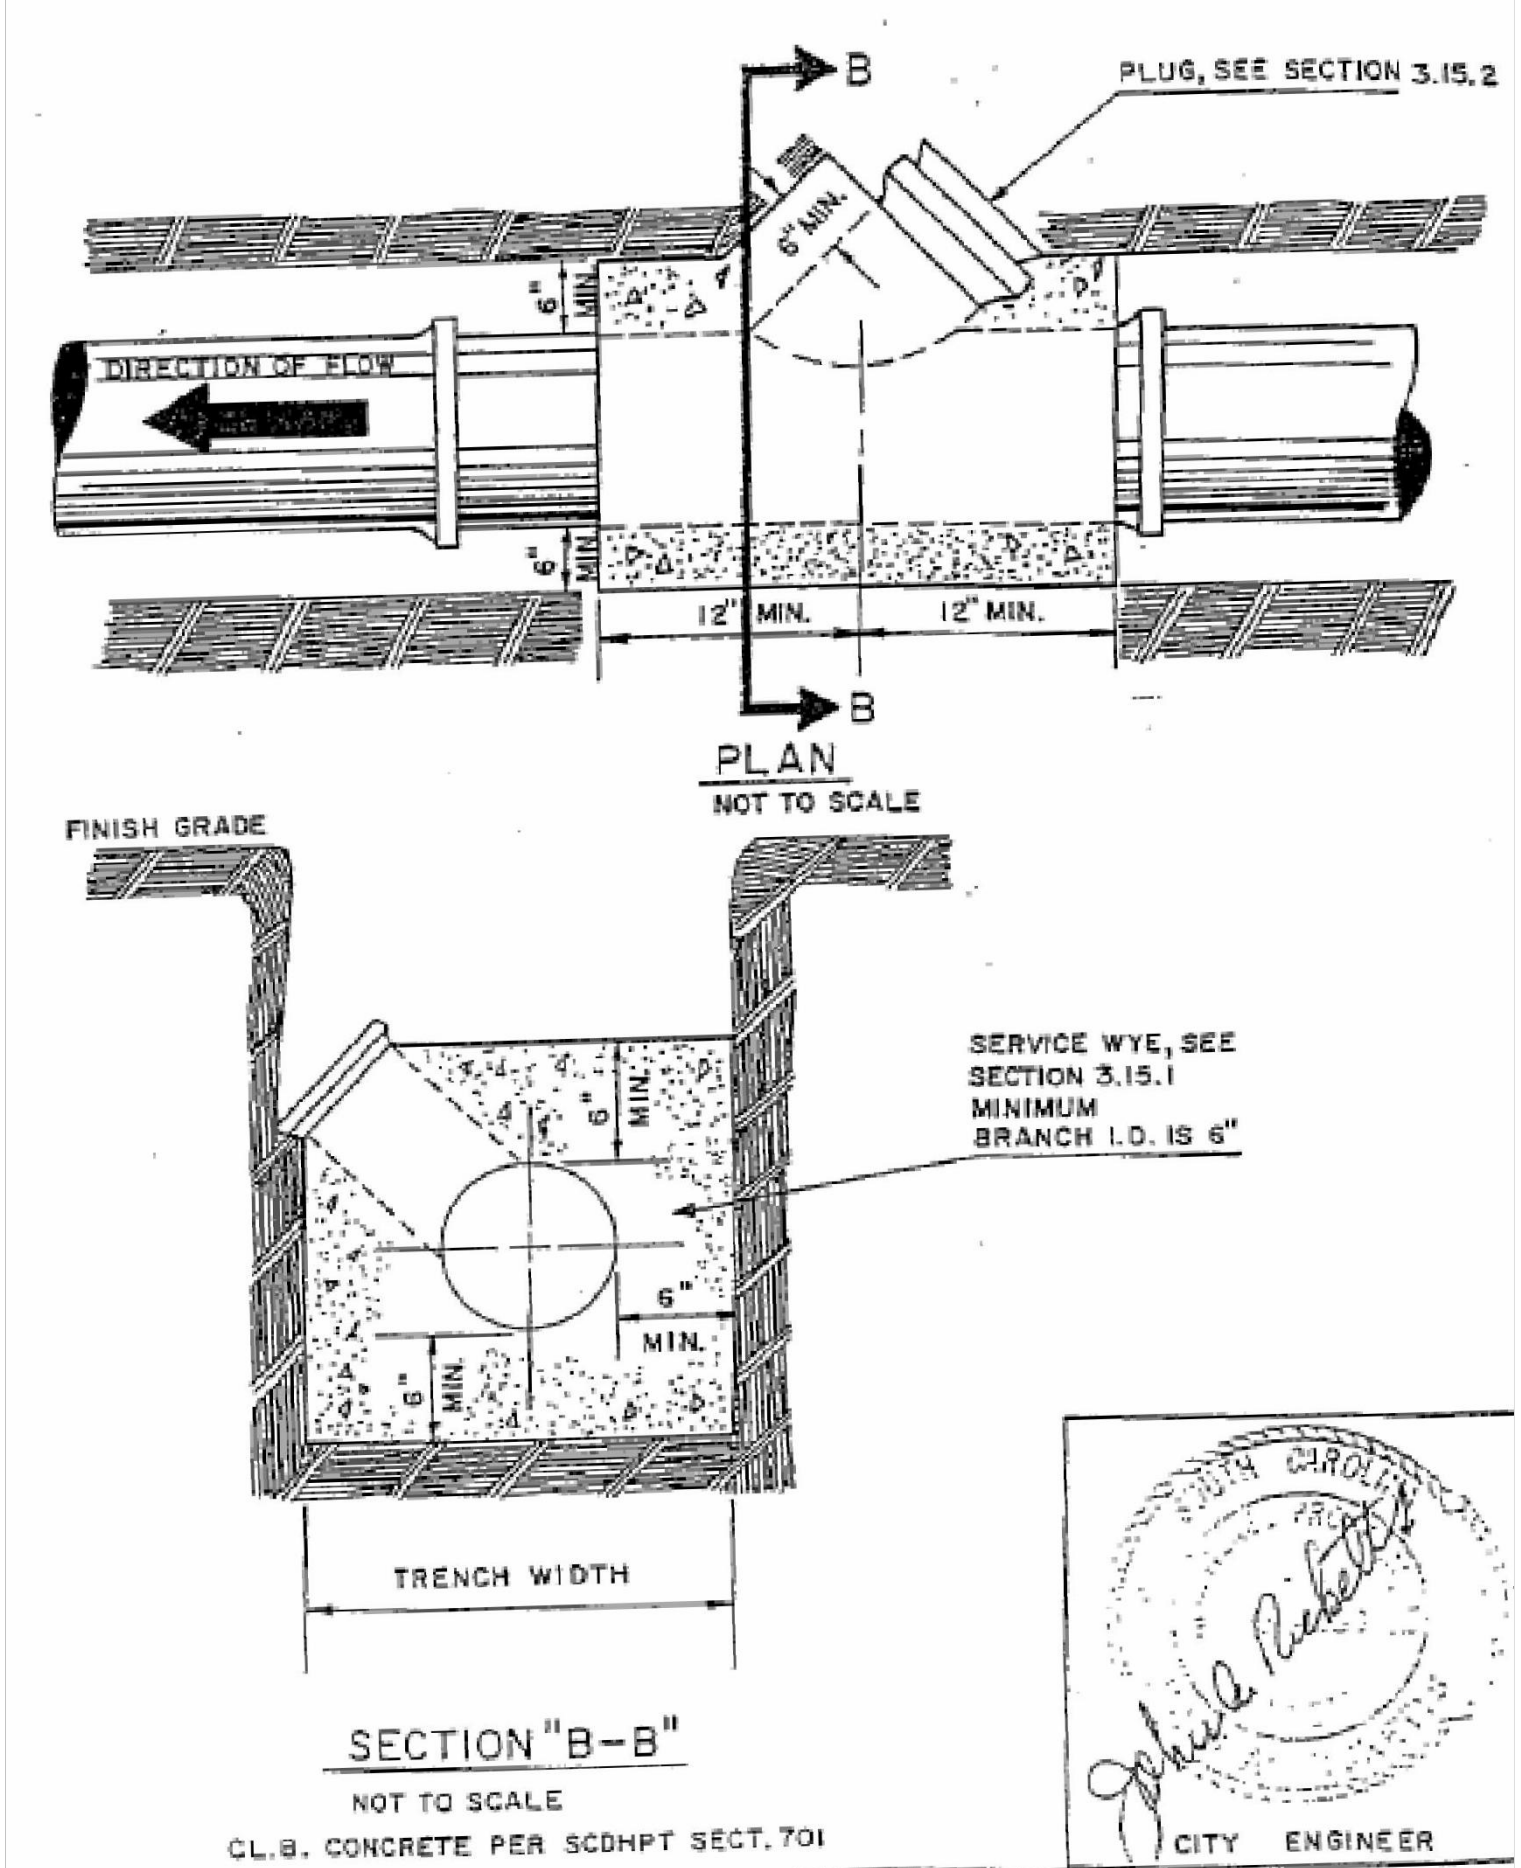 B
PLUG, SEE SECTION 3.15.2
6" MIN.
6" MIN.
DIRECTION OF FLOW
6" MIN
12" MIN.
12" MIN.
B
PLAN
NOT TO SCALE
FINISH GRADE
SERVICE WYE, SEE
SECTION 3.15.1
MINIMUM
BRANCH I.D. IS 6"
6" MIN.
6"
MIN.
6" MIN.
TRENCH WIDTH
SOUTH CAROLINA
SECTION "B-B"
NOT TO SCALE
CL.B. CONCRETE PER SCDHPT SECT. 701
CITY ENGINEER